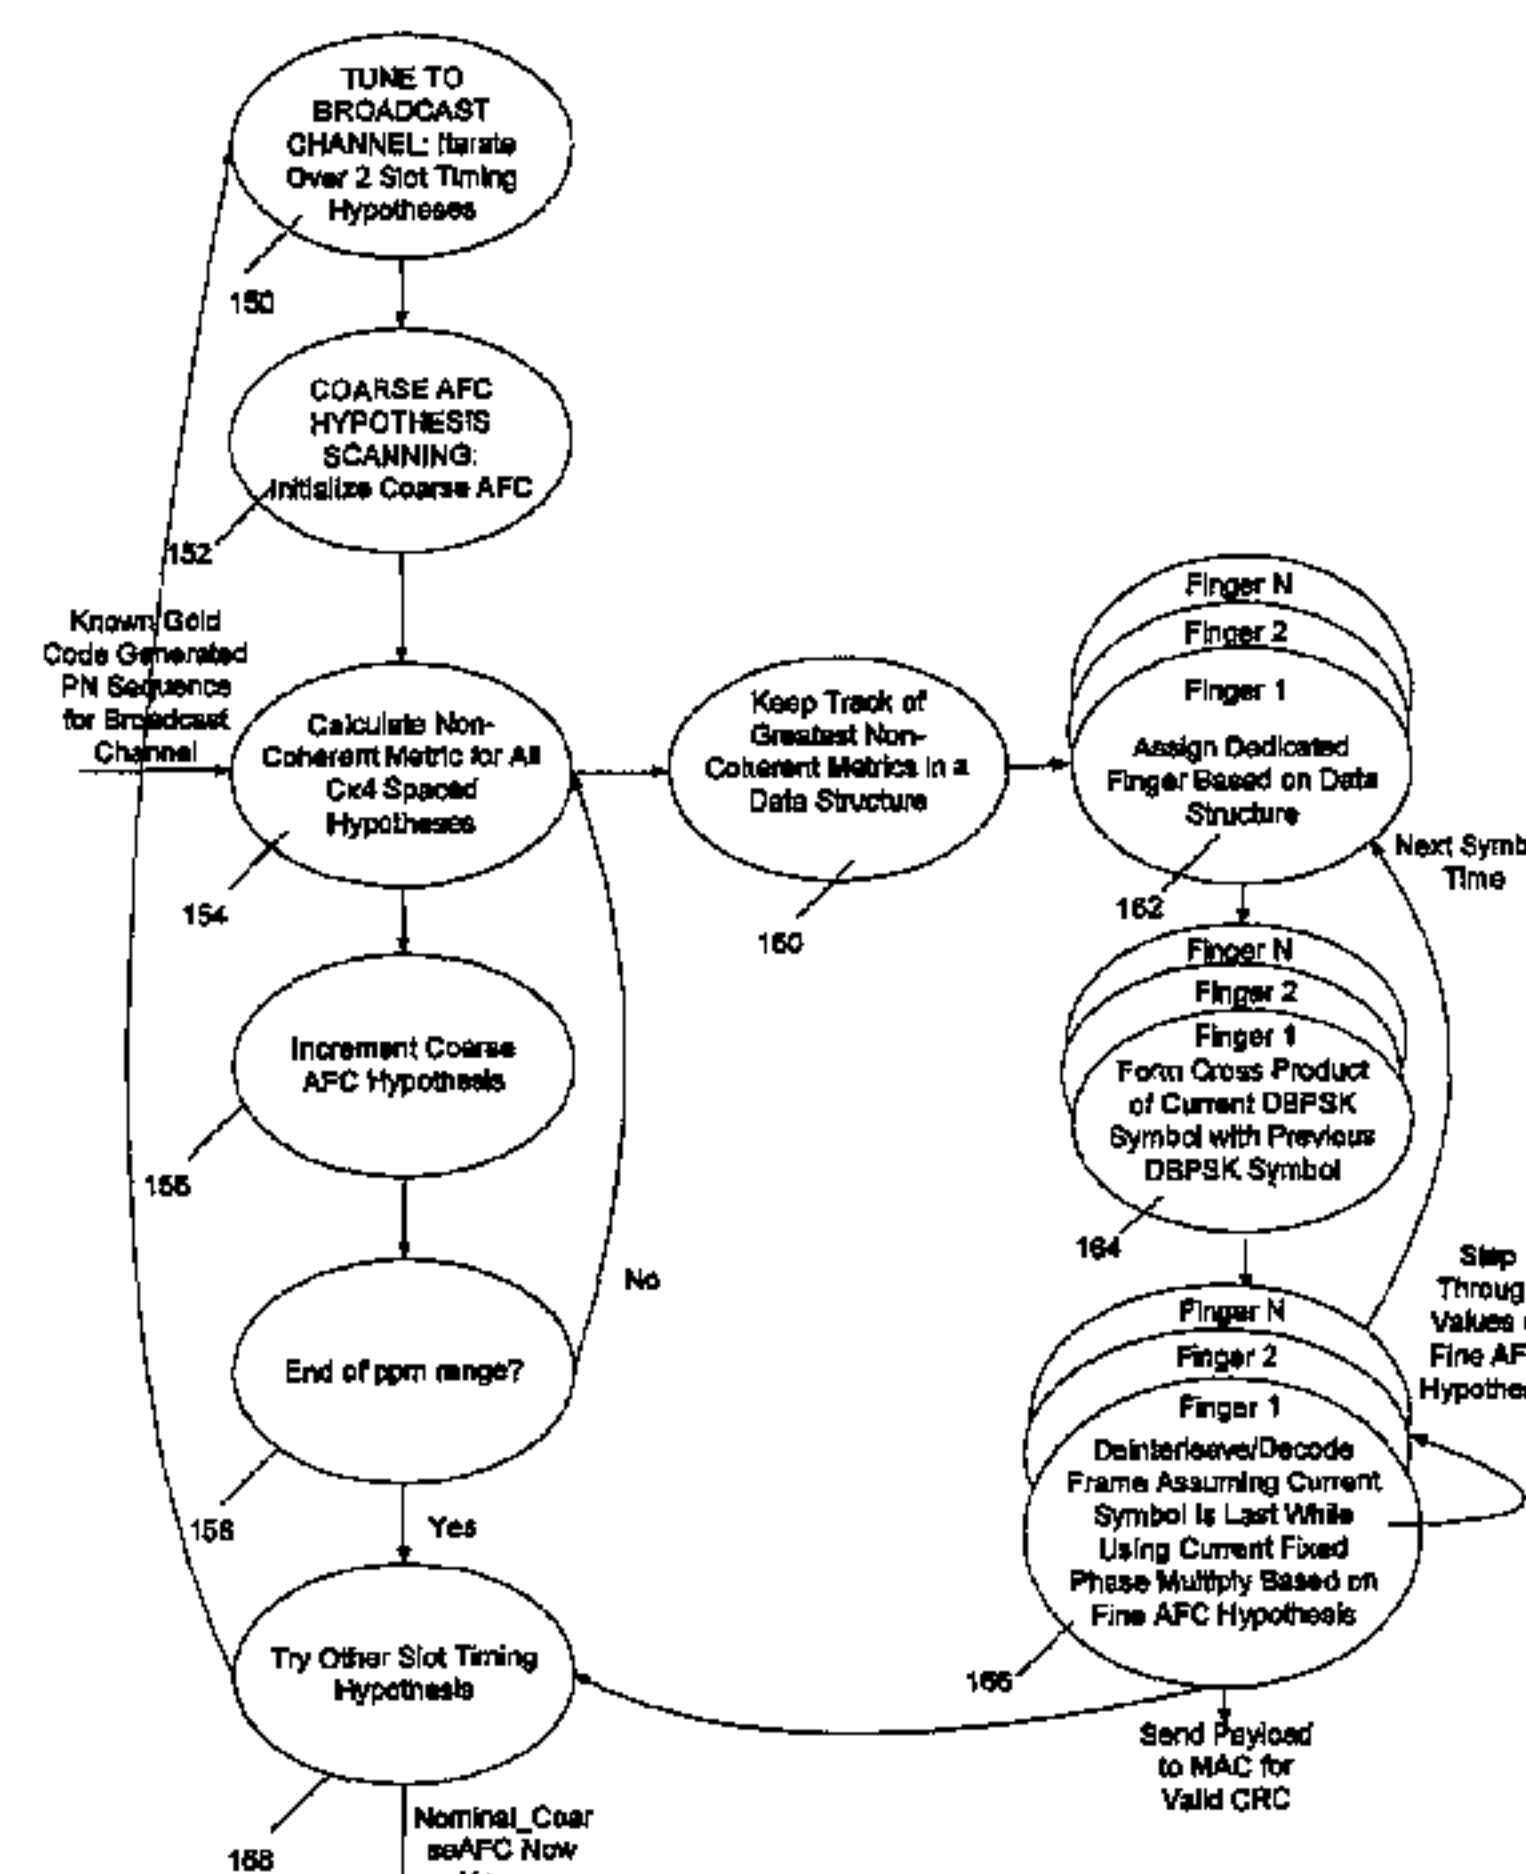 TUNE TO
BROADCAST
CHANNEL: Iterate
Over 2 Slot Timing
Hypotheses
150
COARSE AFC
HYPOTHESIS
SCANNING:
Initialize Coarse AFC
152
Known Gold
Code Generated
PN Sequence
for Broadcast
Channel
Calculate Non-
Coherent Metric for All
Cx4 Spaced
Hypotheses
154
Keep Track of
Greatest Non-
Coherent Metrics in a
Data Structure
160
Finger N
Finger 2
Finger 1
Assign Dedicated
Finger Based on Data
Structure
162
Next Symb
Time
Finger N
Finger 2
Finger 1
Form Cross Product
of Current DBPSK
Symbol with Previous
DBPSK Symbol
164
Increment Coarse
AFC Hypothesis
156
No
End of ppm range?
158
Yes
Step
Throug
Values
Fine AF
Hypothes
Finger N
Finger 2
Finger 1
Deinterleave/Decode
Frame Assuming Current
Symbol is Last While
Using Current Fixed
Phase Multiply Based on
Fine AFC Hypothesis
166
Send Payload
to MAC for
Valid CRC
Try Other Slot Timing
Hypothesis
168
Nominal_Coar
seAFC Now